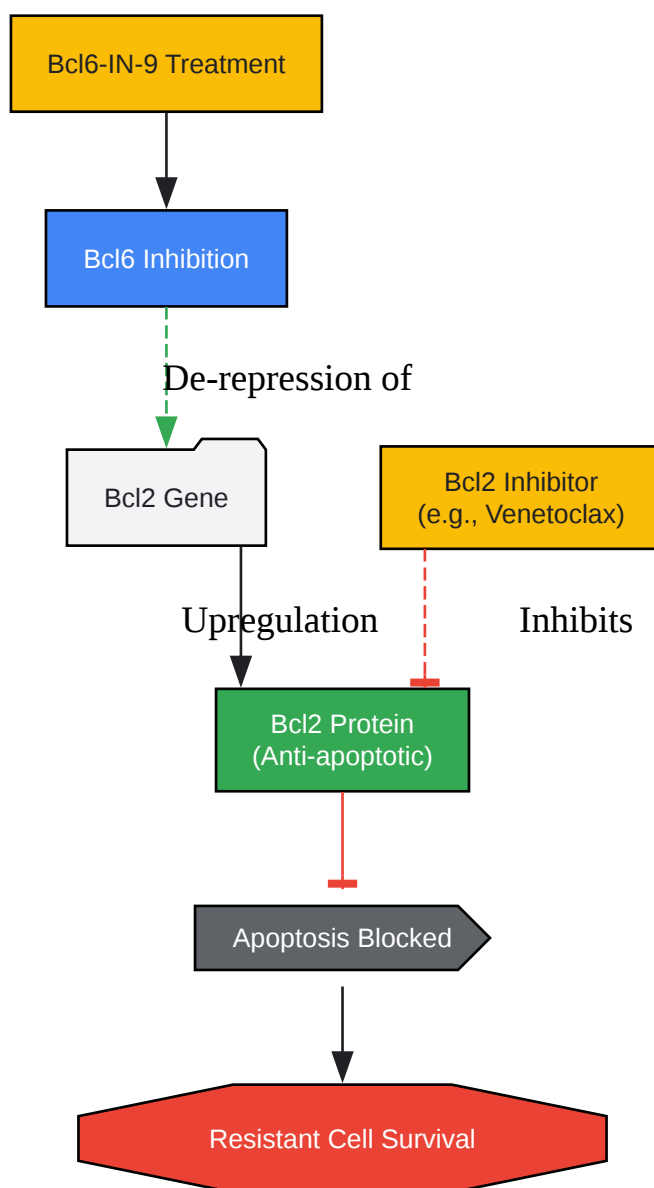 Bcl6-IN-9 Treatment
Bcl6 Inhibition
De-repression of
Bcl2 Gene
Bcl2 Inhibitor
(e.g., Venetoclax)
Upregulation
Inhibits
Bcl2 Protein
(Anti-apoptotic)
Apoptosis Blocked
Resistant Cell Survival